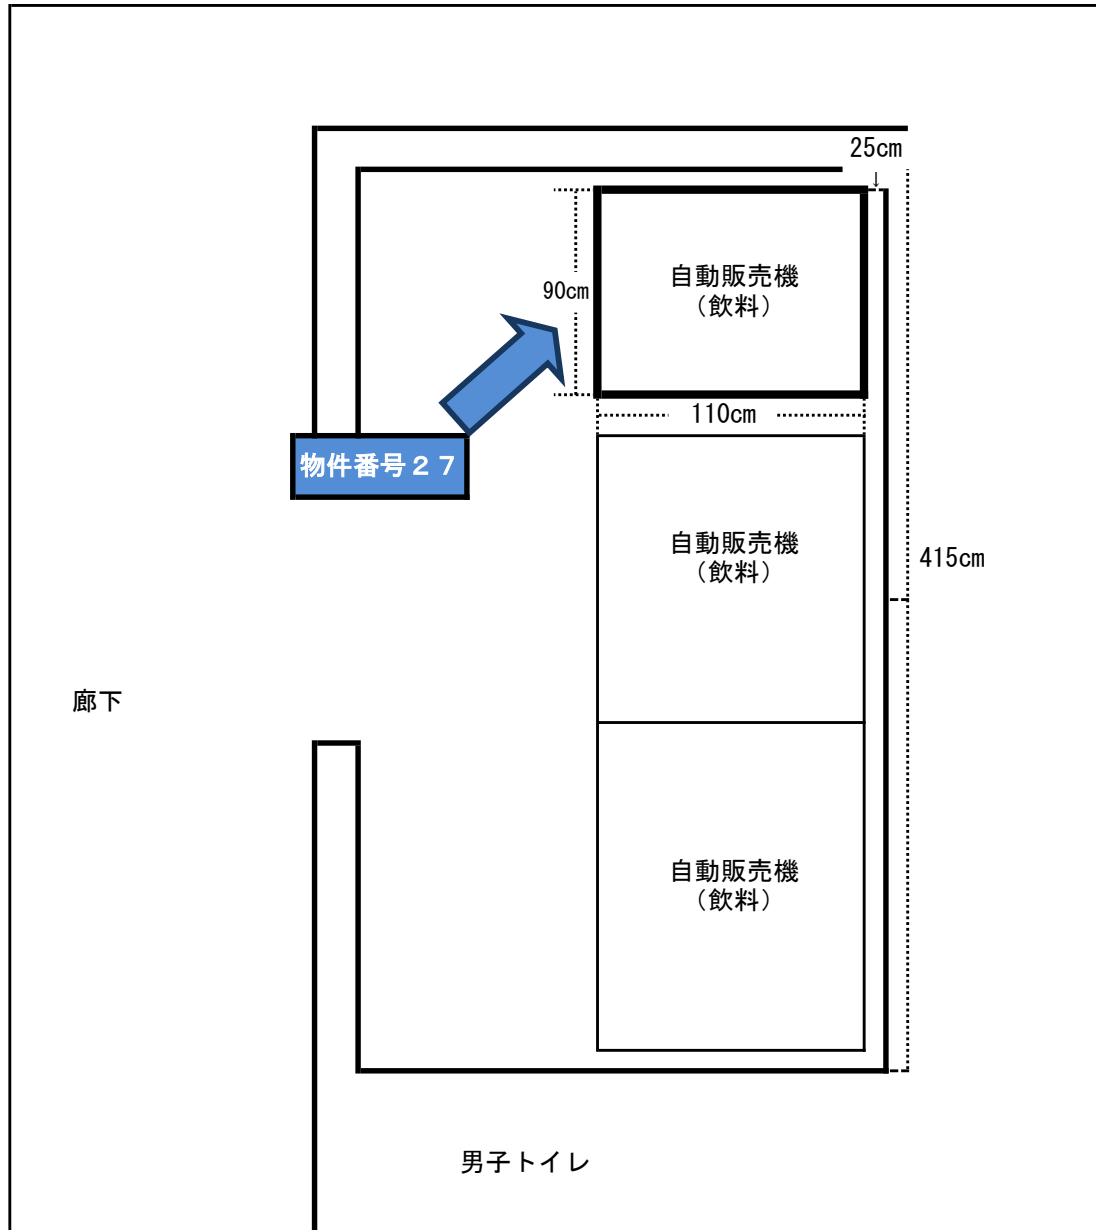 25cm
↓
自動販売機
（飲料）
90cm
110cm
物件番号２７
自動販売機
（飲料）
415cm
廊下
自動販売機
（飲料）
男子トイレ